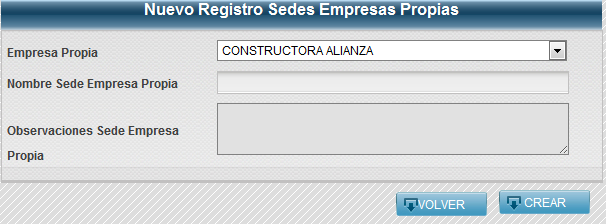 Nuevo Registro Sedes Empresas Propias
Empresa Propia
CONSTRUCTORA ALIANZA
Nombre Sede Empresa Propia
Observaciones Sede Empresa
Propia
VOLVER
CREAR